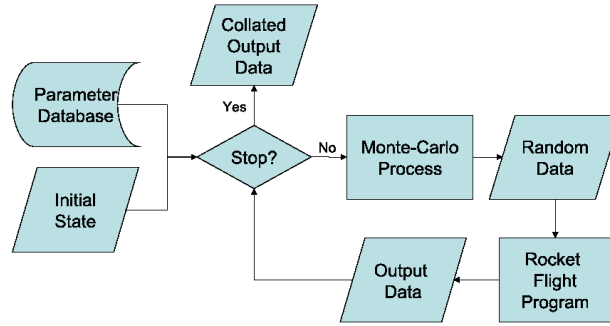 Collated
Output
Data
Parameter
Database
Yes
Stop?
No
Monte-Carlo
Process
Random
Data
Initial
State
Output
Data
Rocket
Flight
Program